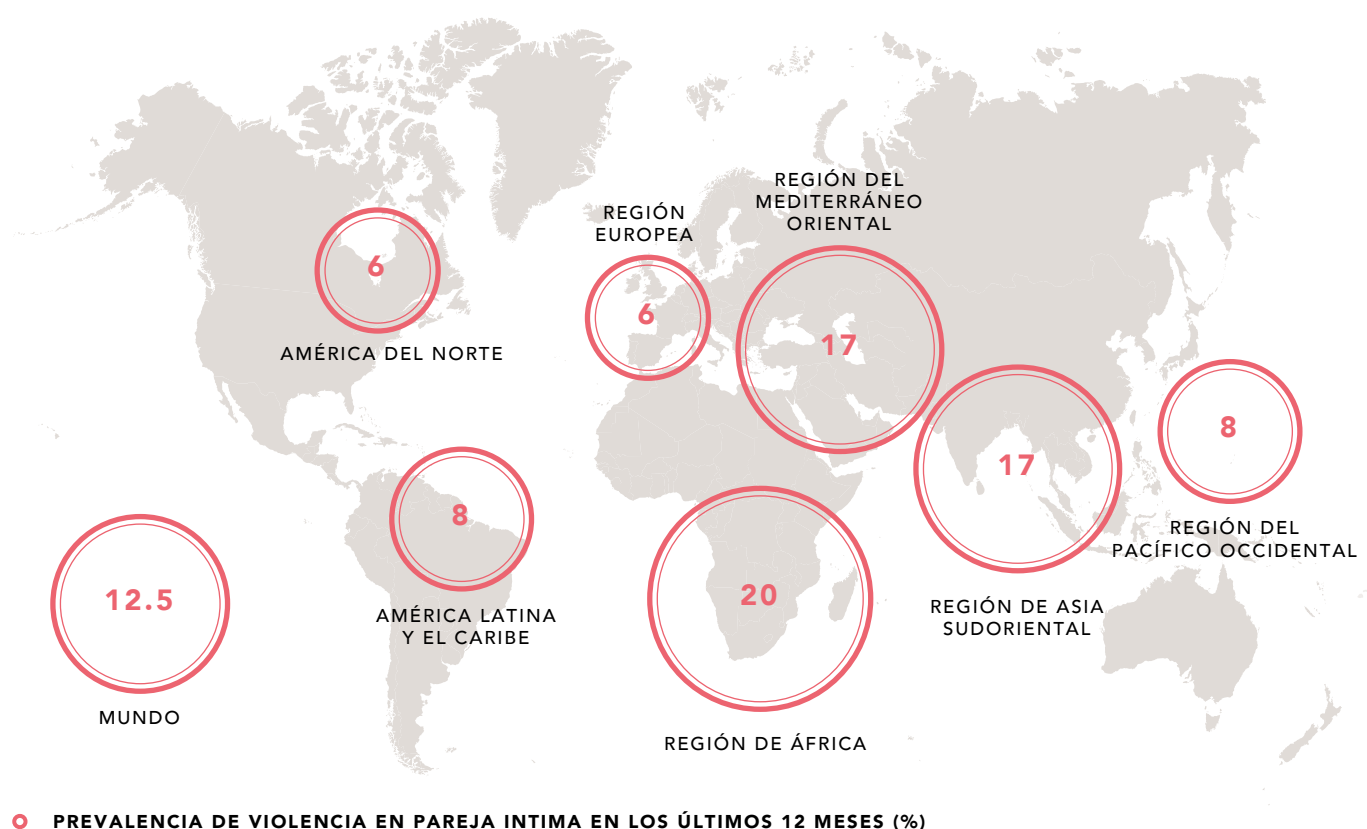 REGIÓN DEL
MEDITERRÁNEO
ORIENTAL
17
REGIÓN
EUROPEA
6
6
AMÉRICA DEL NORTE
8
REGIÓN DEL
PACÍFICO OCCIDENTAL
17
REGIÓN DE ASIA
SUDORIENTAL
8
AMÉRICA LATINA
Y EL CARIBE
20
REGIÓN DE ÁFRICA
12.5
MUNDO
PREVALENCIA DE VIOLENCIA EN PAREJA INTIMA EN LOS ÚLTIMOS 12 MESES (%)